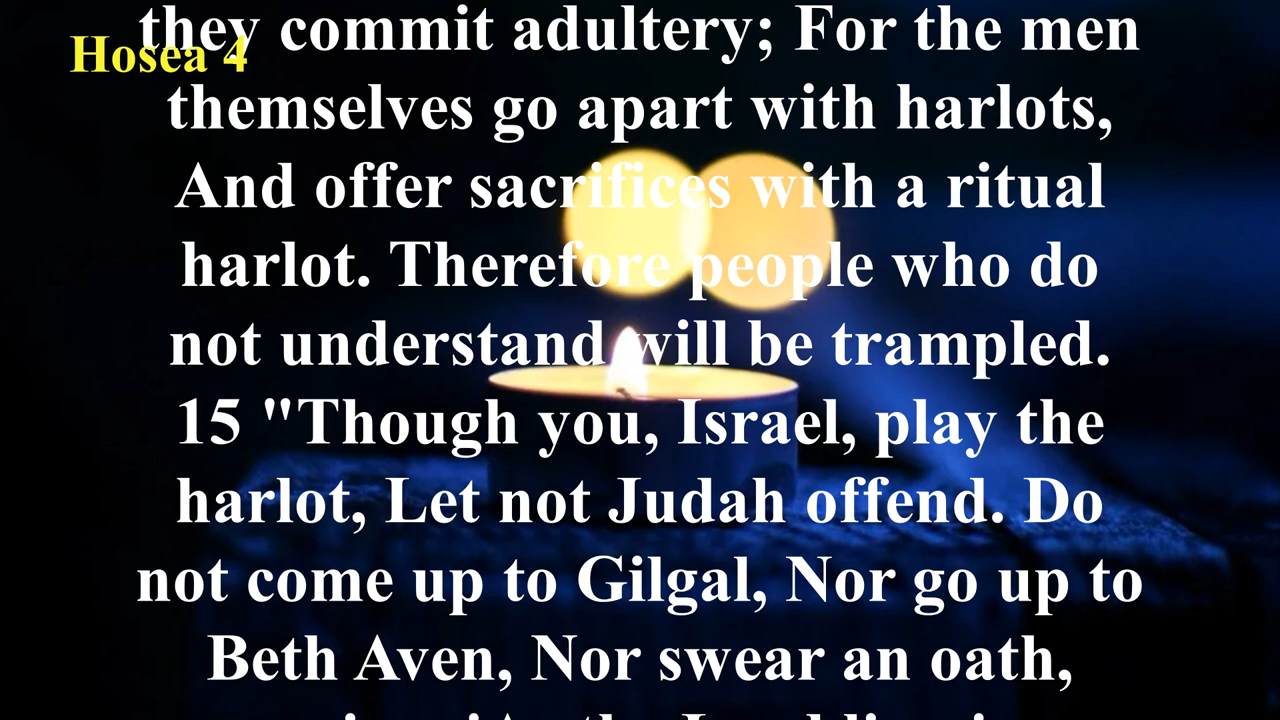 they commit adultery; For the men
Hosea 4
themselves go apart with harlots,
And offer sacrifices with a ritual
harlot. Therefore people who do
not understand will be trampled.
15 "Though you, Israel, play the
harlot, Let not Judah offend. Do
not come up to Gilgal, Nor go up to
Beth Aven, Nor swear an oath,